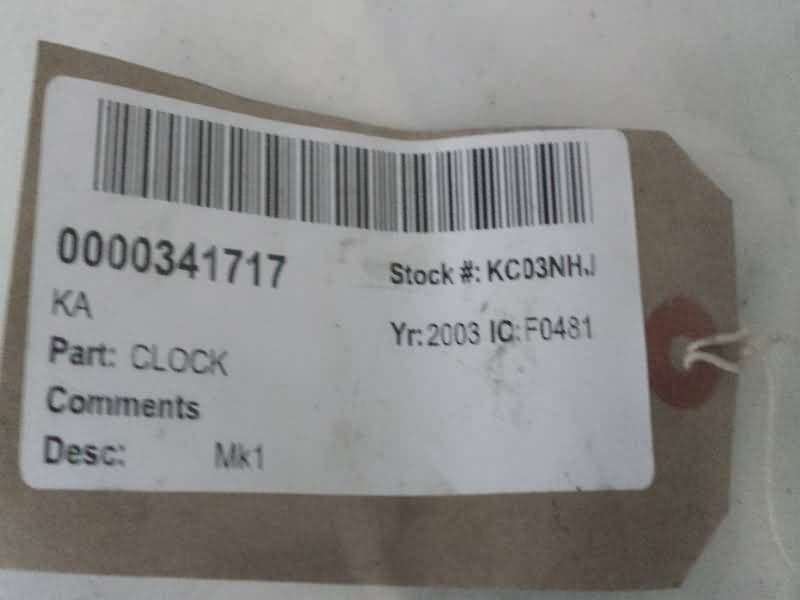 0000341717
Stock #: KC03NHJ
KA
Yr: 2003 IC: F0481
Part: CLOCK
Comments
Desc: Mk1